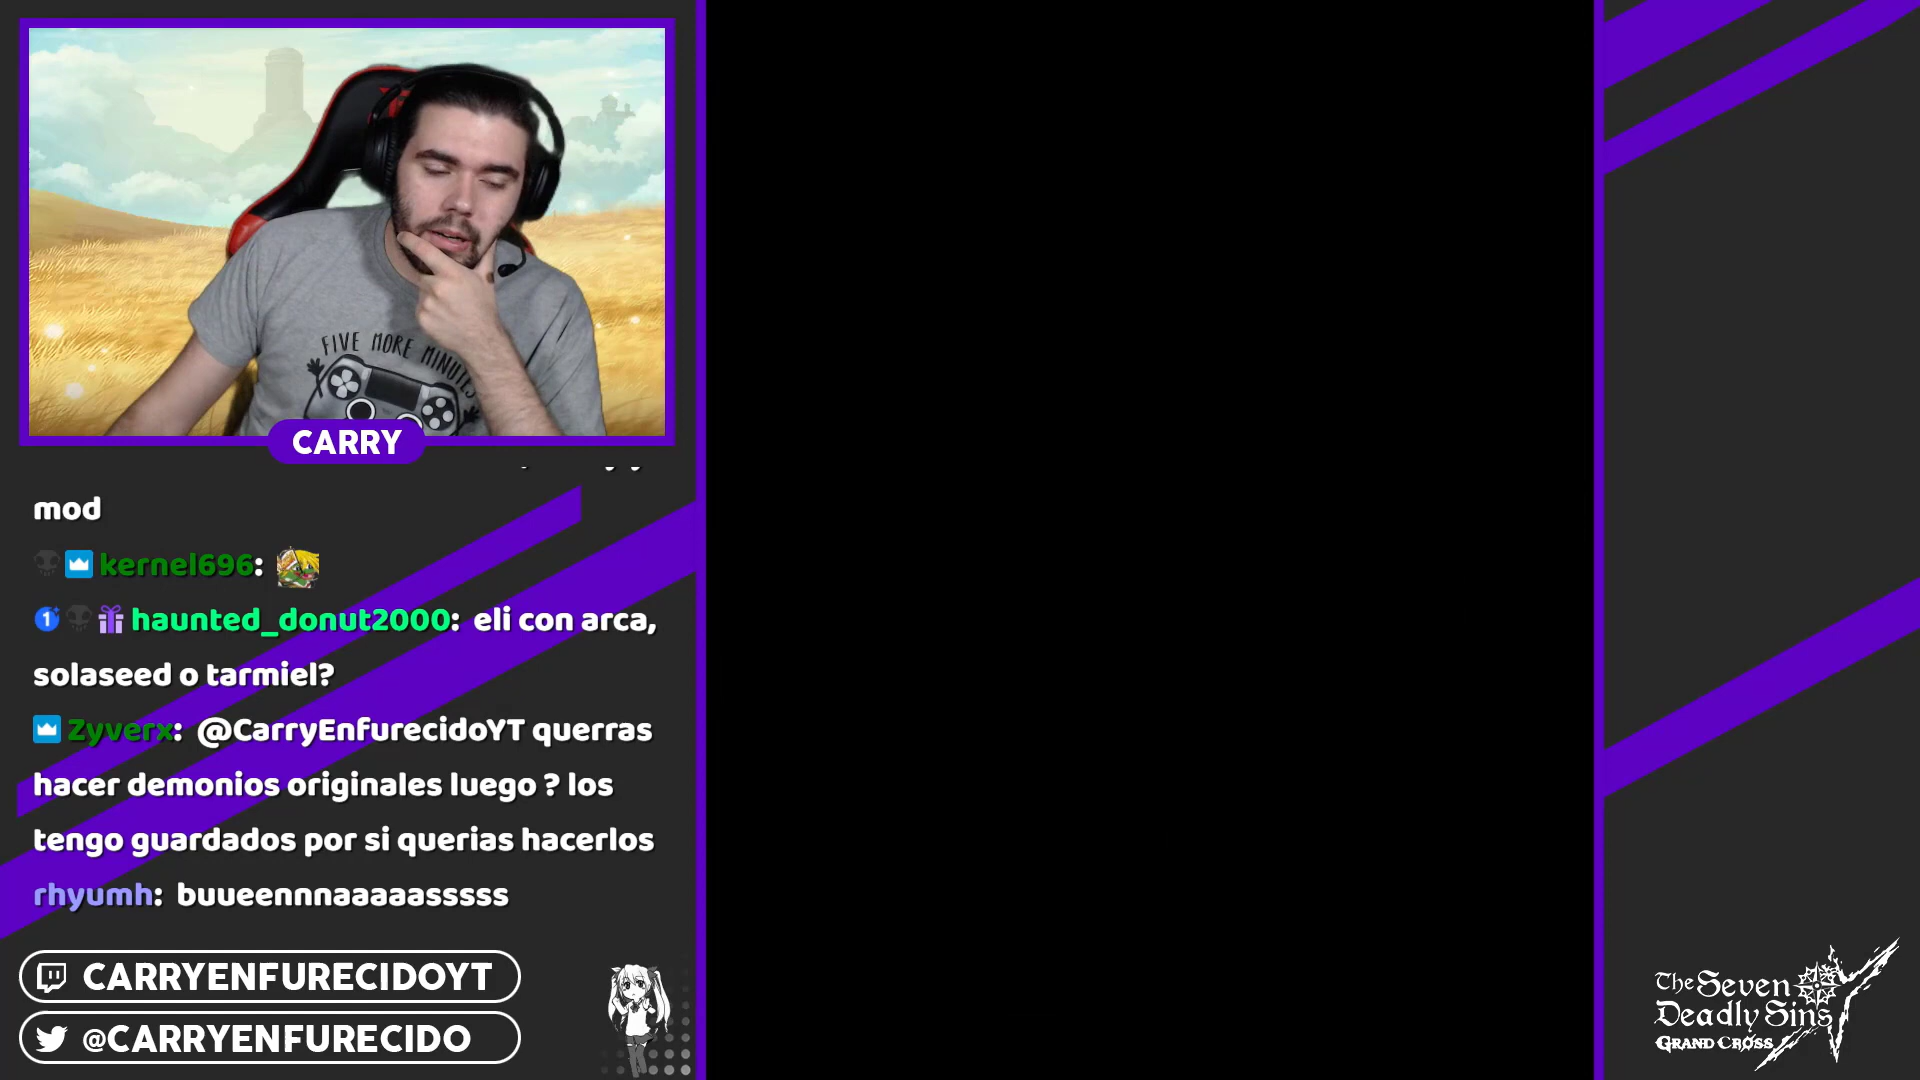 FIVE MORE MINUTES
CARRY
mod
kernel696:
haunted_donut2000: eli con arca,
solaseed o tarmiel?
Zyverx: @CarryEnfurecidoYT querras
hacer demonios originales luego ? los
tengo guardados por si querias hacerlos
rhyumh: buueennnaaaaasssss
CARRYENFURECIDOYT
@CARRYENFURECIDO
The Seven
Deadly Sins
GRAND CROSS